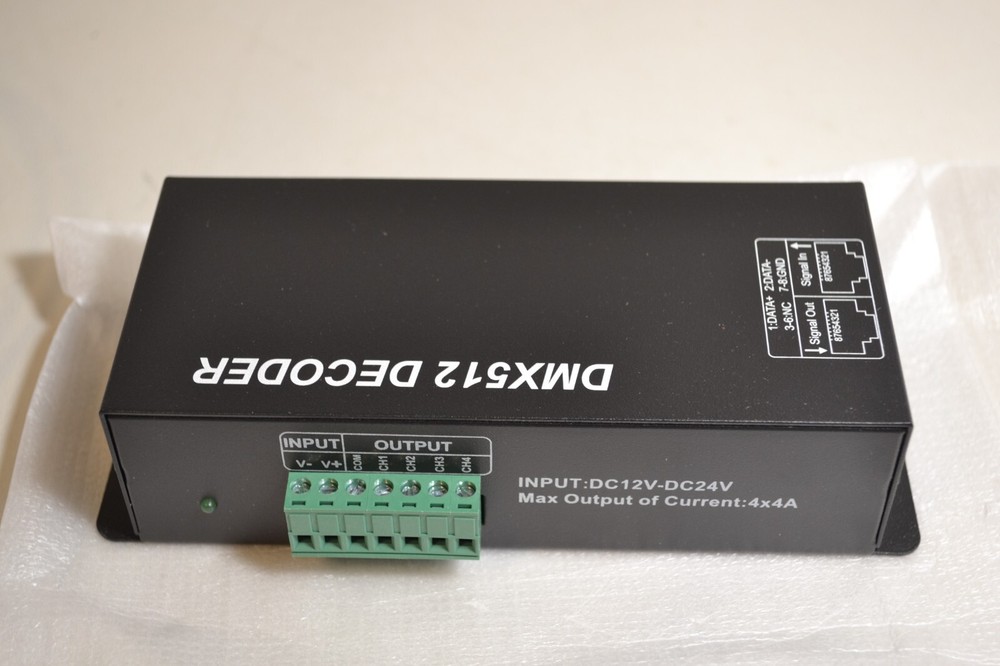 DMX512 DECODER
1:DATA+ 2:DATA-
3-6:NC 7-8:GND
Signal Out
Signal In
87654321
87654321
INPUT OUTPUT
V- V+ COM CH1 CH2 CH3 CH4
INPUT:DC12V-DC24V
Max Output of Current:4x4A